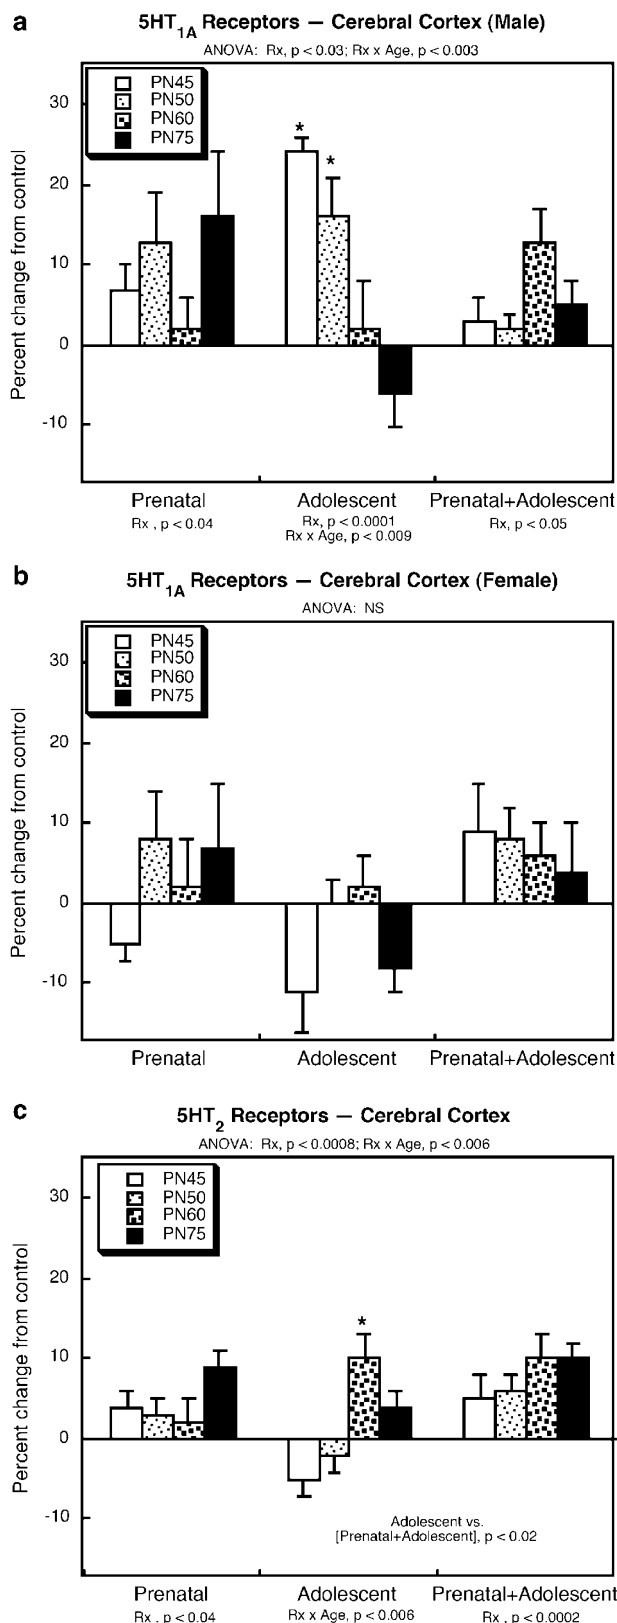 a
5HT1A Receptors — Cerebral Cortex (Male)
ANOVA: Rx, p < 0.03; Rx x Age, p < 0.003
PN45
PN50
PN60
PN75
Percent change from control
30
20
10
0
-10
*
*
Prenatal Adolescent Prenatal+Adolescent
Rx , p < 0.04 Rx, p < 0.0001 Rx, p < 0.05
Rx x Age, p < 0.009
b
5HT1A Receptors — Cerebral Cortex (Female)
ANOVA: NS
PN45
PN50
PN60
PN75
Percent change from control
30
20
10
0
-10
Prenatal Adolescent Prenatal+Adolescent
c
5HT2 Receptors — Cerebral Cortex
ANOVA: Rx, p < 0.0008; Rx x Age, p < 0.006
PN45
PN50
PN60
PN75
Percent change from control
30
20
10
0
-10
*
Adolescent vs.
[Prenatal+Adolescent], p < 0.02
Prenatal Adolescent Prenatal+Adolescent
Rx , p < 0.04 Rx x Age, p < 0.006 Rx , p < 0.0002